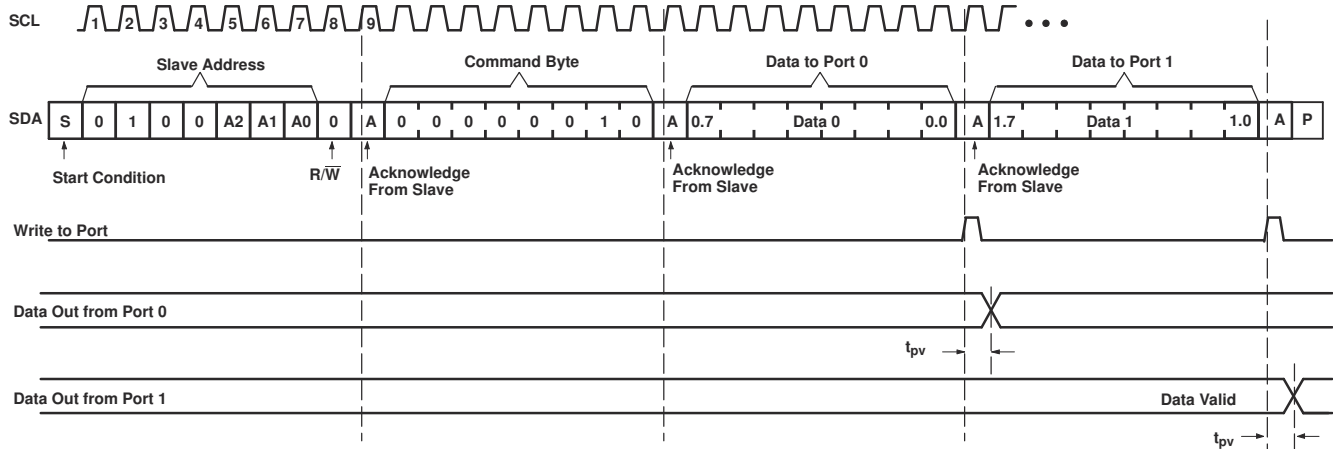 SCL 1 2 3 4 5 6 7 8 9 • • •
Slave Address Command Byte Data to Port 0 Data to Port 1
SDA S 0 1 0 0 A2 A1 A0 0 A 0 0 0 0 0 0 1 0 A 0.7 Data 0 0.0 A 1.7 Data 1 1.0 A P
Start Condition R/W̅ Acknowledge From Slave Acknowledge From Slave Acknowledge From Slave
Write to Port
Data Out from Port 0
tpv
Data Out from Port 1 Data Valid
tpv